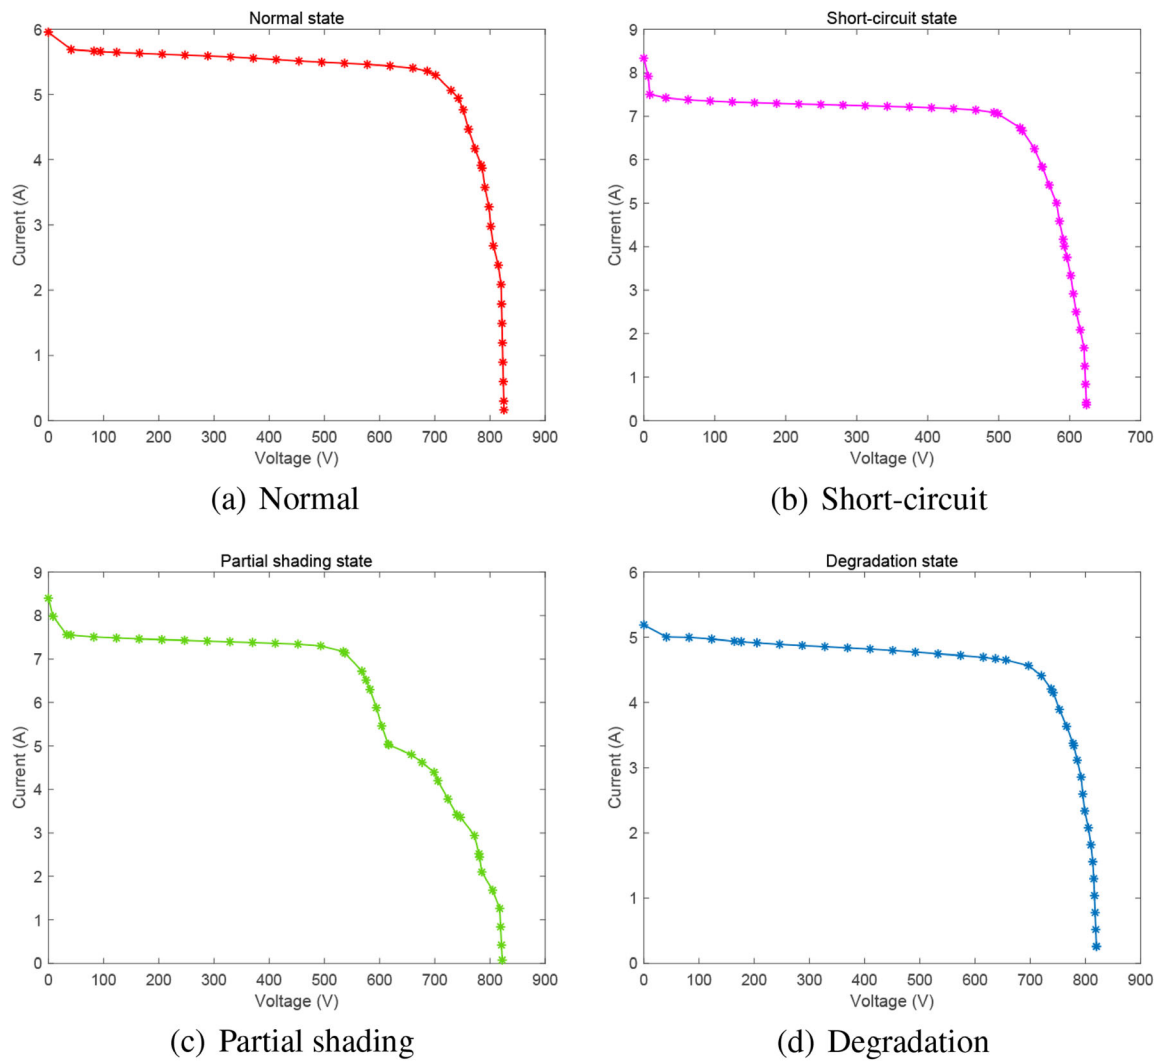 Normal state
6
5
4
3
2
1
0
Current (A)
0 100 200 300 400 500 600 700 800 900
Voltage (V)
(a) Normal
Short-circuit state
9
8
7
6
5
4
3
2
1
0
Current (A)
0 100 200 300 400 500 600 700
Voltage (V)
(b) Short-circuit
Partial shading state
9
8
7
6
5
4
3
2
1
0
Current (A)
0 100 200 300 400 500 600 700 800 900
Voltage (V)
(c) Partial shading
Degradation state
6
5
4
3
2
1
0
Current (A)
0 100 200 300 400 500 600 700 800 900
Voltage (V)
(d) Degradation